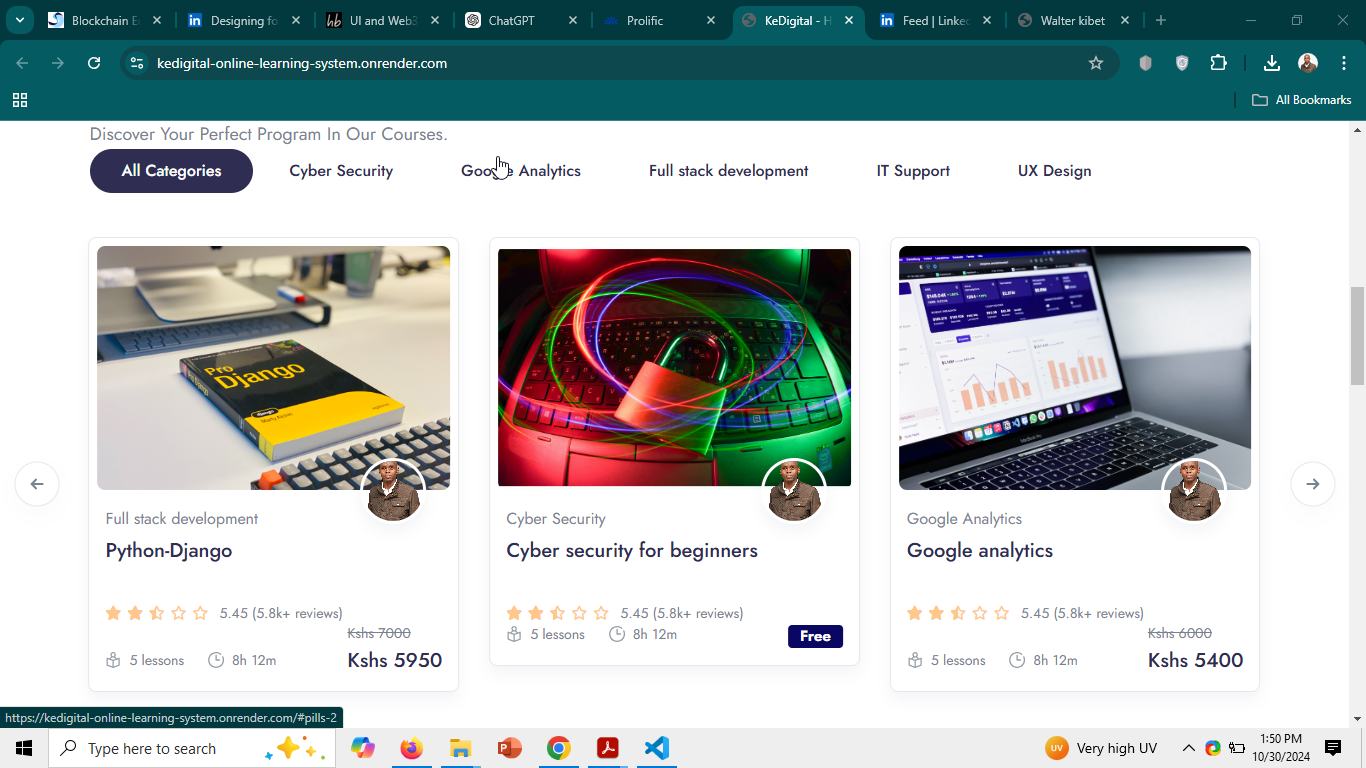 Blockchain E
Designing fo
UI and Web3
ChatGPT
Prolific
KeDigital - H
Feed | Linke
Walter kibet
kedigital-online-learning-system.onrender.com
All Bookmarks
Discover Your Perfect Program In Our Courses.
All Categories
Cyber Security
Google Analytics
Full stack development
IT Support
UX Design
Pro
Django
Full stack development
Python-Django
5.45 (5.8k+ reviews)
Kshs 7000
5 lessons
8h 12m
Kshs 5950
Cyber Security
Cyber security for beginners
5.45 (5.8k+ reviews)
5 lessons
8h 12m
Free
Google Analytics
Google analytics
5.45 (5.8k+ reviews)
Kshs 6000
5 lessons
8h 12m
Kshs 5400
https://kedigital-online-learning-system.onrender.com/#pills-2
Type here to search
UV
Very high UV
1:50 PM
10/30/2024